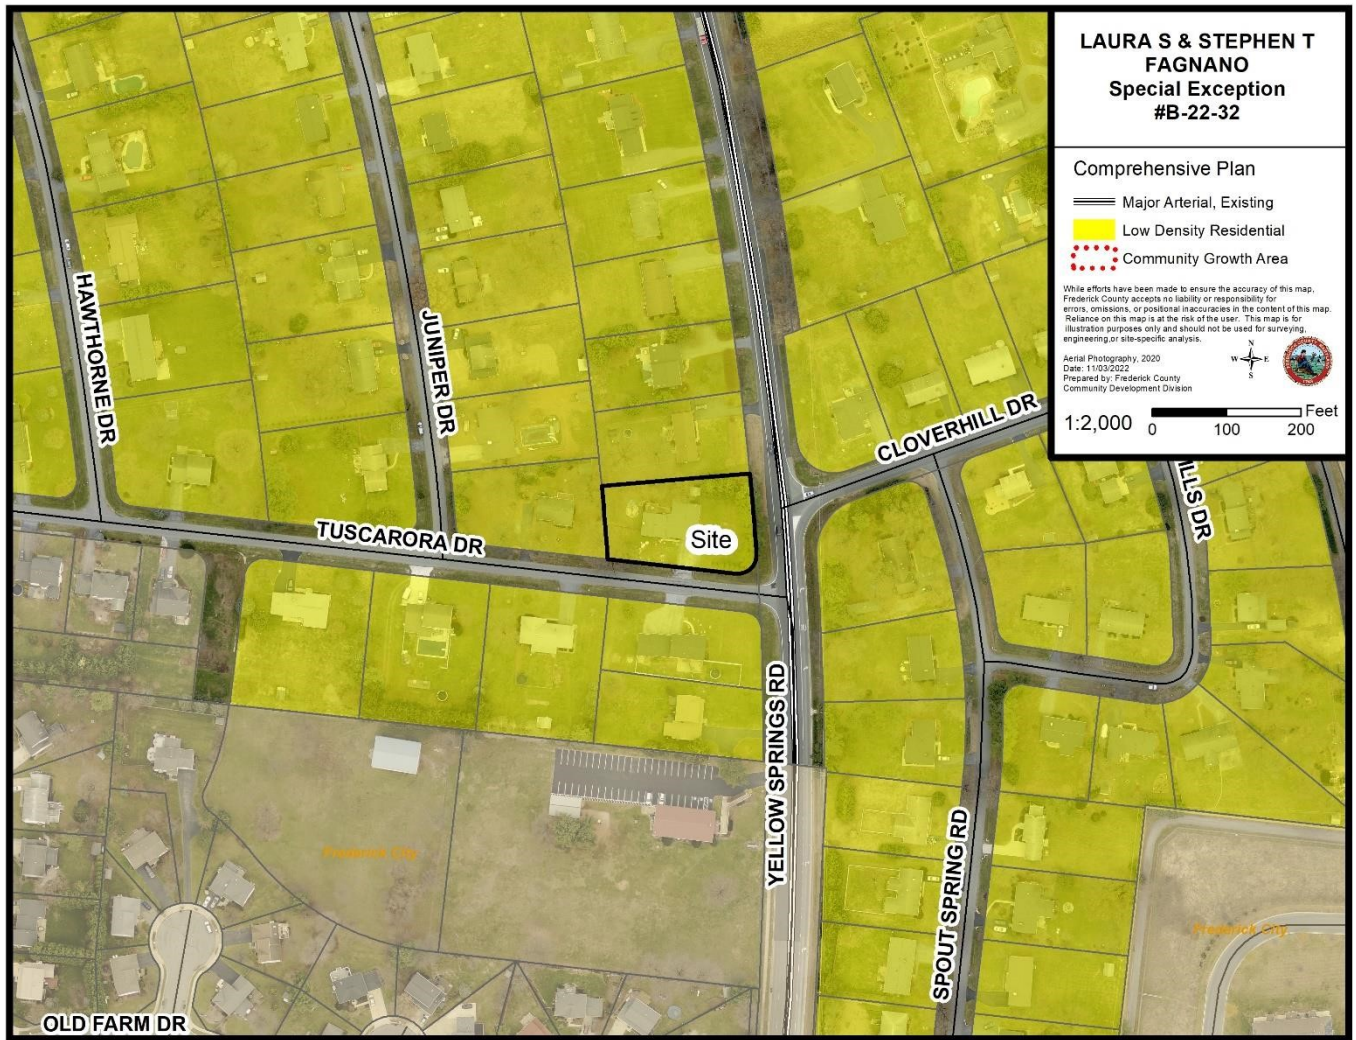 LAURA S & STEPHEN T
FAGNANO
Special Exception
#B-22-32
Comprehensive Plan
Major Arterial, Existing
Low Density Residential
Community Growth Area
While efforts have been made to ensure the accuracy of this map,
Frederick County accepts no liability or responsibility for
errors, omissions, or positional inaccuracies in the content of this map.
Reliance on this map is at the risk of the user. This map is for
illustration purposes only and should not be used for surveying,
engineering,or site-specific analysis.
Aerial Photography, 2020
Date: 11/03/2022
Prepared by: Frederick County
Community Development Division
N
W E
S
1:2,000
Feet
0 100 200
HAWTHORNE DR
JUNIPER DR
CLOVERHILL DR
ILLS DR
TUSCARORA DR
Site
YELLOW SPRINGS RD
SPOUT SPRING RD
Frederick City
Frederick City
OLD FARM DR